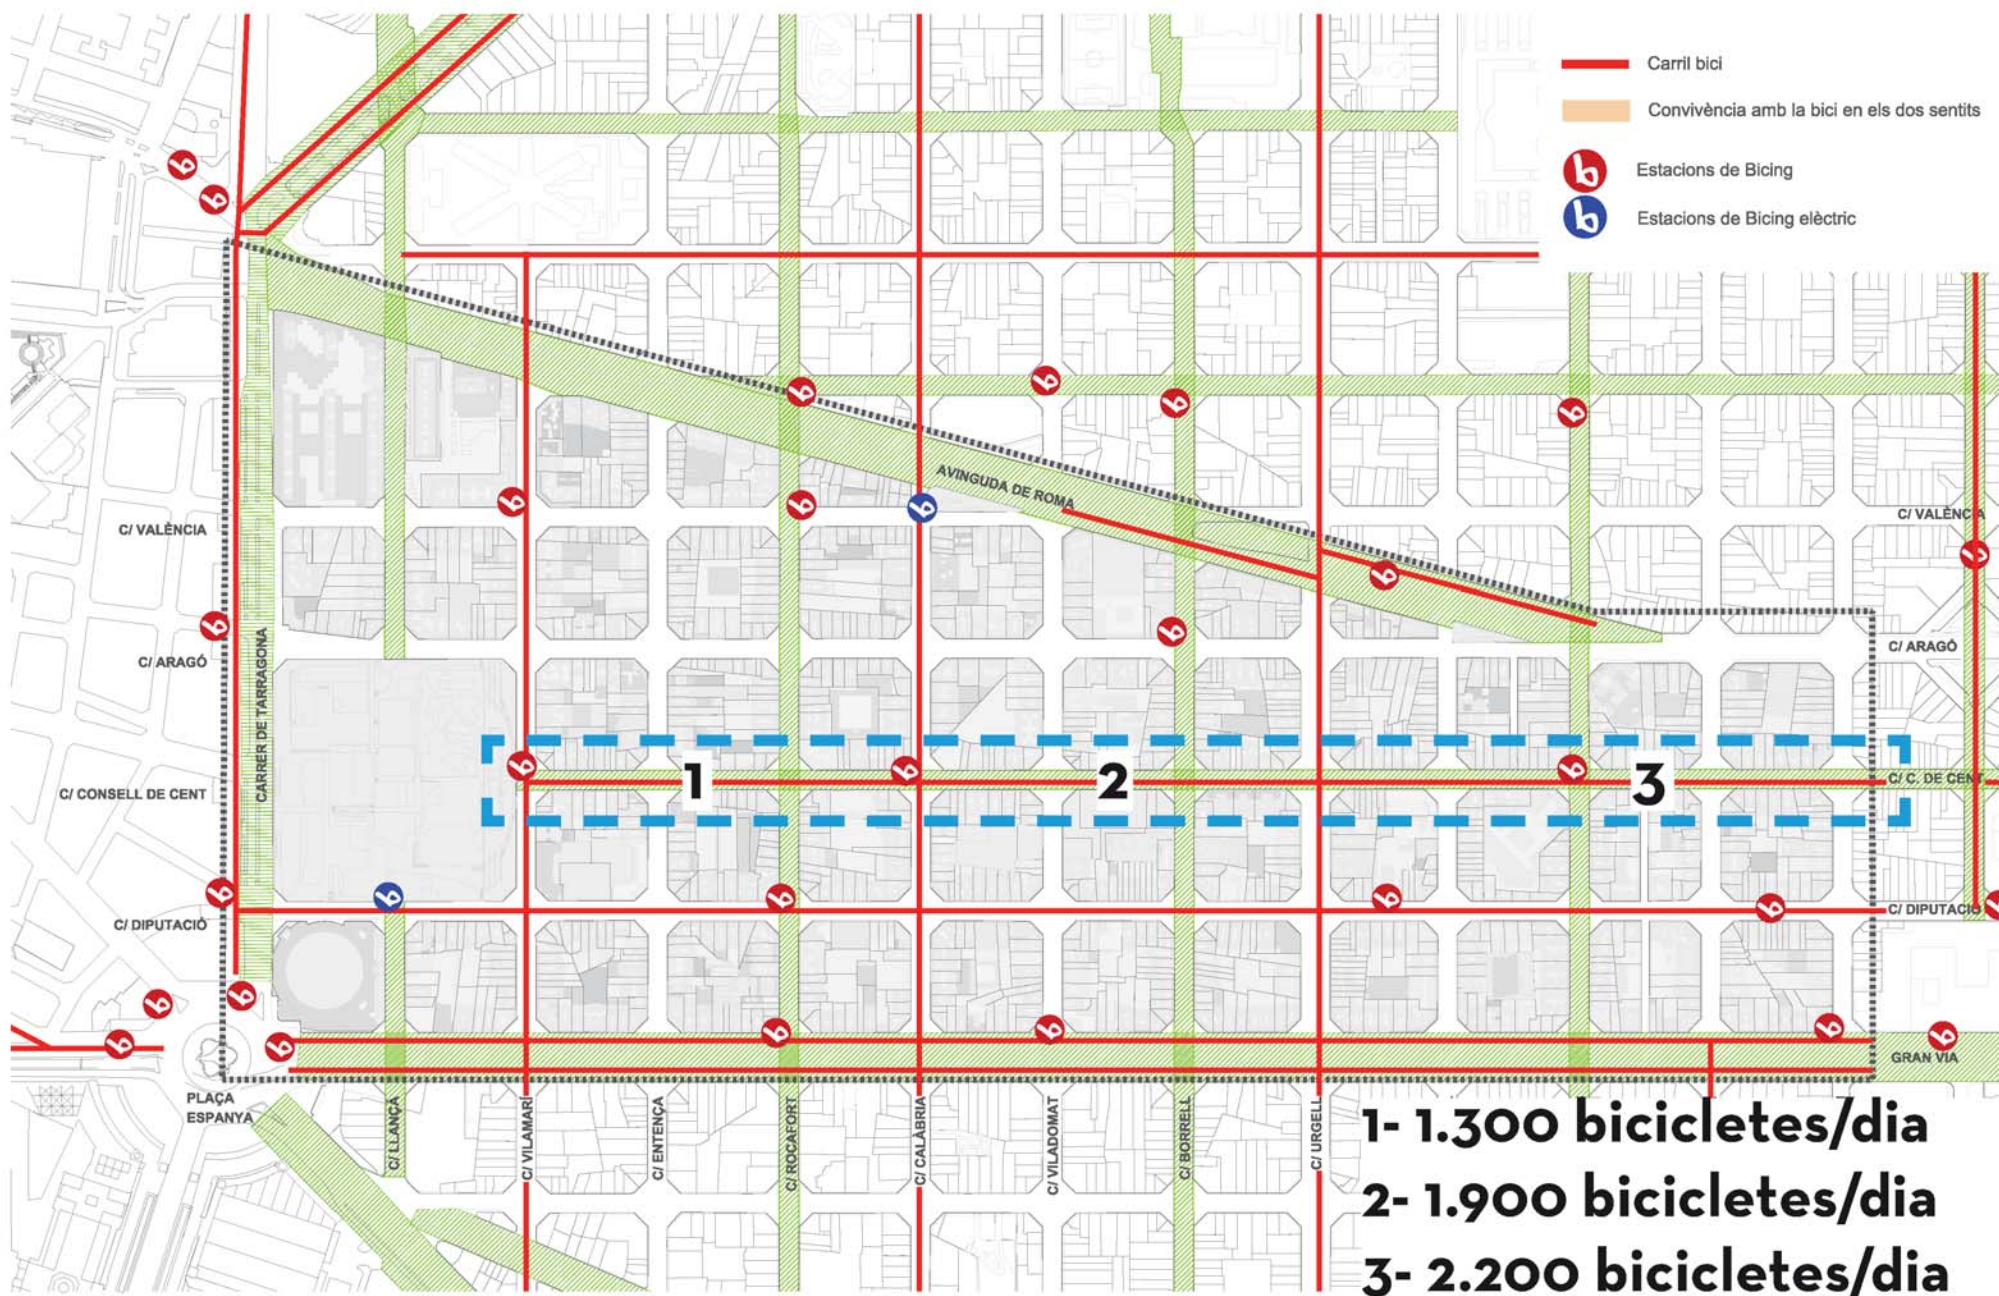 Carril bici
Convivència amb la bici en els dos sentits
Estacions de Bicing
Estacions de Bicing elèctric
AVINGUDA DE ROMA
C/ VALÈNCIA
C/ VALÈNCIA
C/ ARAGÓ
C/ ARAGÓ
CARRER DE TARRAGONA
C/ CONSELL DE CENT
1
2
3
C/ C. DE CENT
C/ DIPUTACIÓ
C/ DIPUTACIÓ
GRAN VIA
PLAÇA
ESPANYA
C/ LLANÇA
C/ VILAMARÍ
C/ ENTENÇA
C/ ROCAFORT
C/ CALÀBRIA
C/ VILADOMAT
C/ BORRELL
C/ URGELL
1- 1.300 bicicletes/dia
2- 1.900 bicicletes/dia
3- 2.200 bicicletes/dia